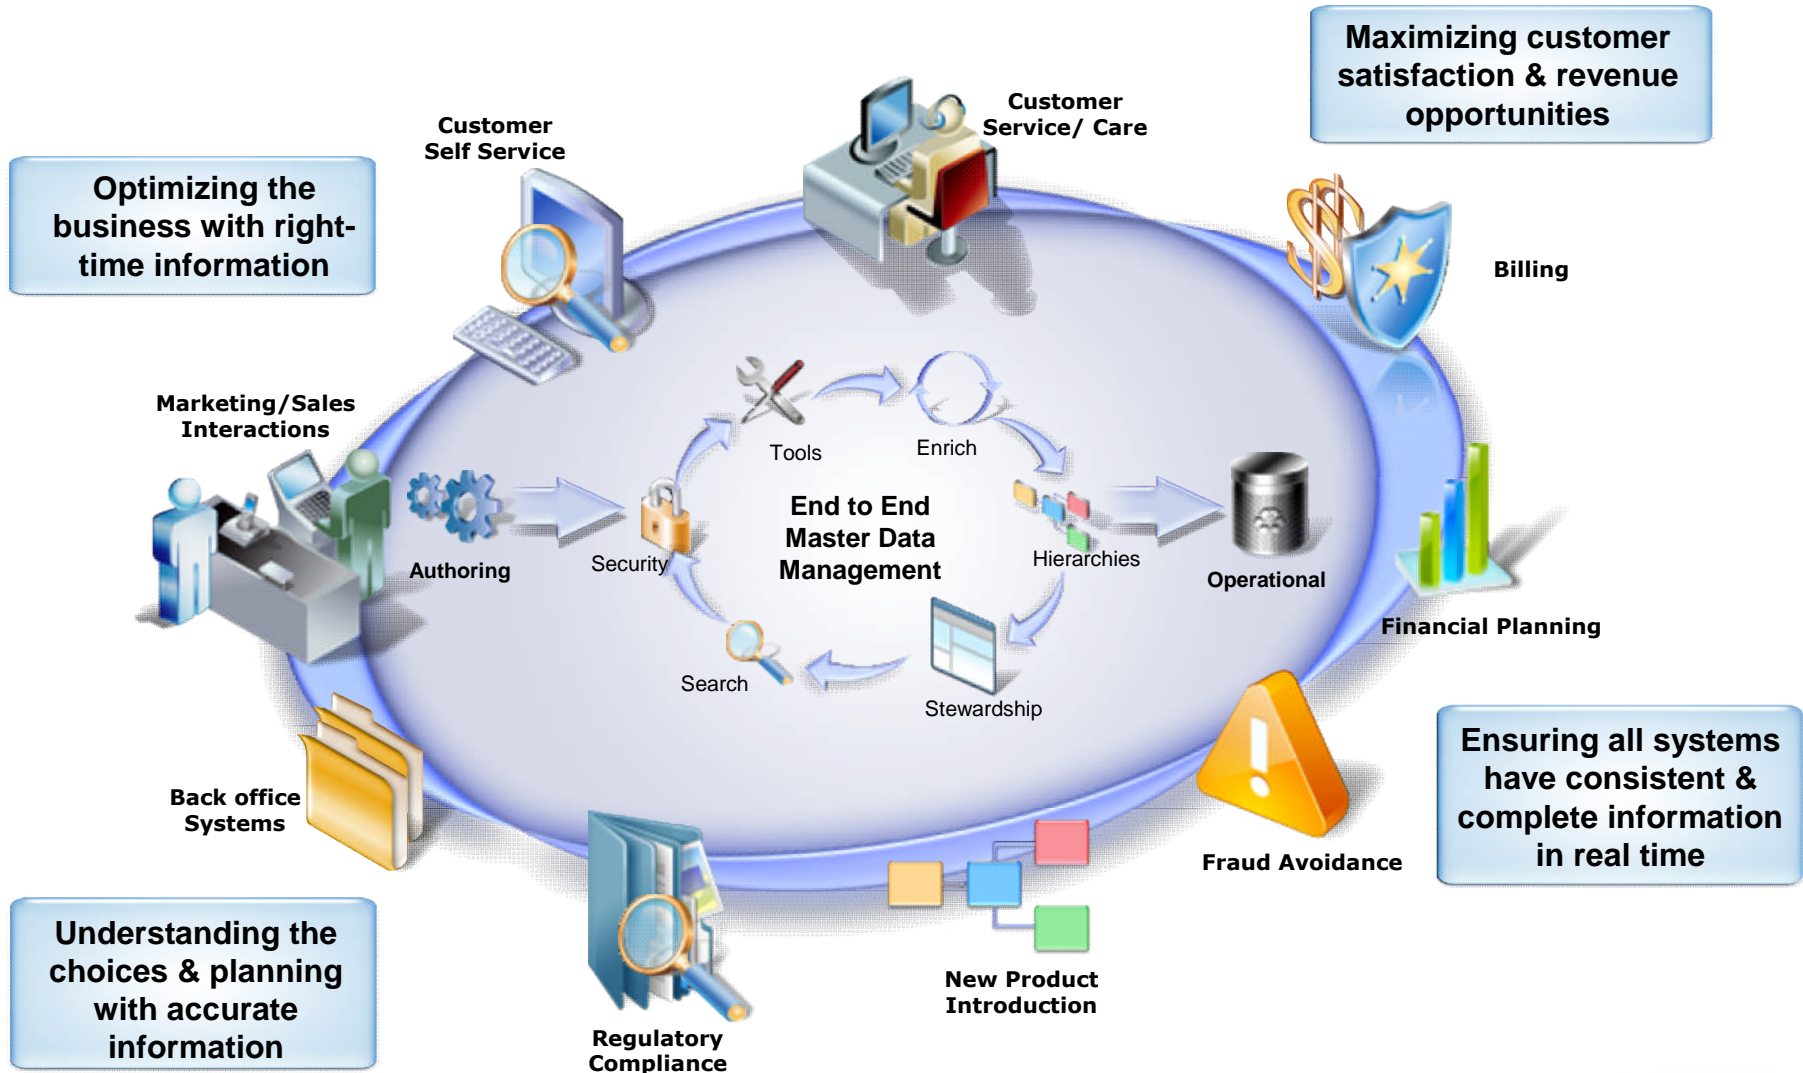 Maximizing customer
satisfaction & revenue
opportunities
Customer
Service/ Care
Customer
Self Service
Optimizing the
business with right-
time information
Billing
Marketing/Sales
Interactions
Tools
Enrich
End to End
Master Data
Management
Authoring
Security
Hierarchies
Operational
Financial Planning
Search
Stewardship
Back office
Systems
Ensuring all systems
have consistent &
complete information
in real time
Fraud Avoidance
Understanding the
choices & planning
with accurate
information
New Product
Introduction
Regulatory
Compliance